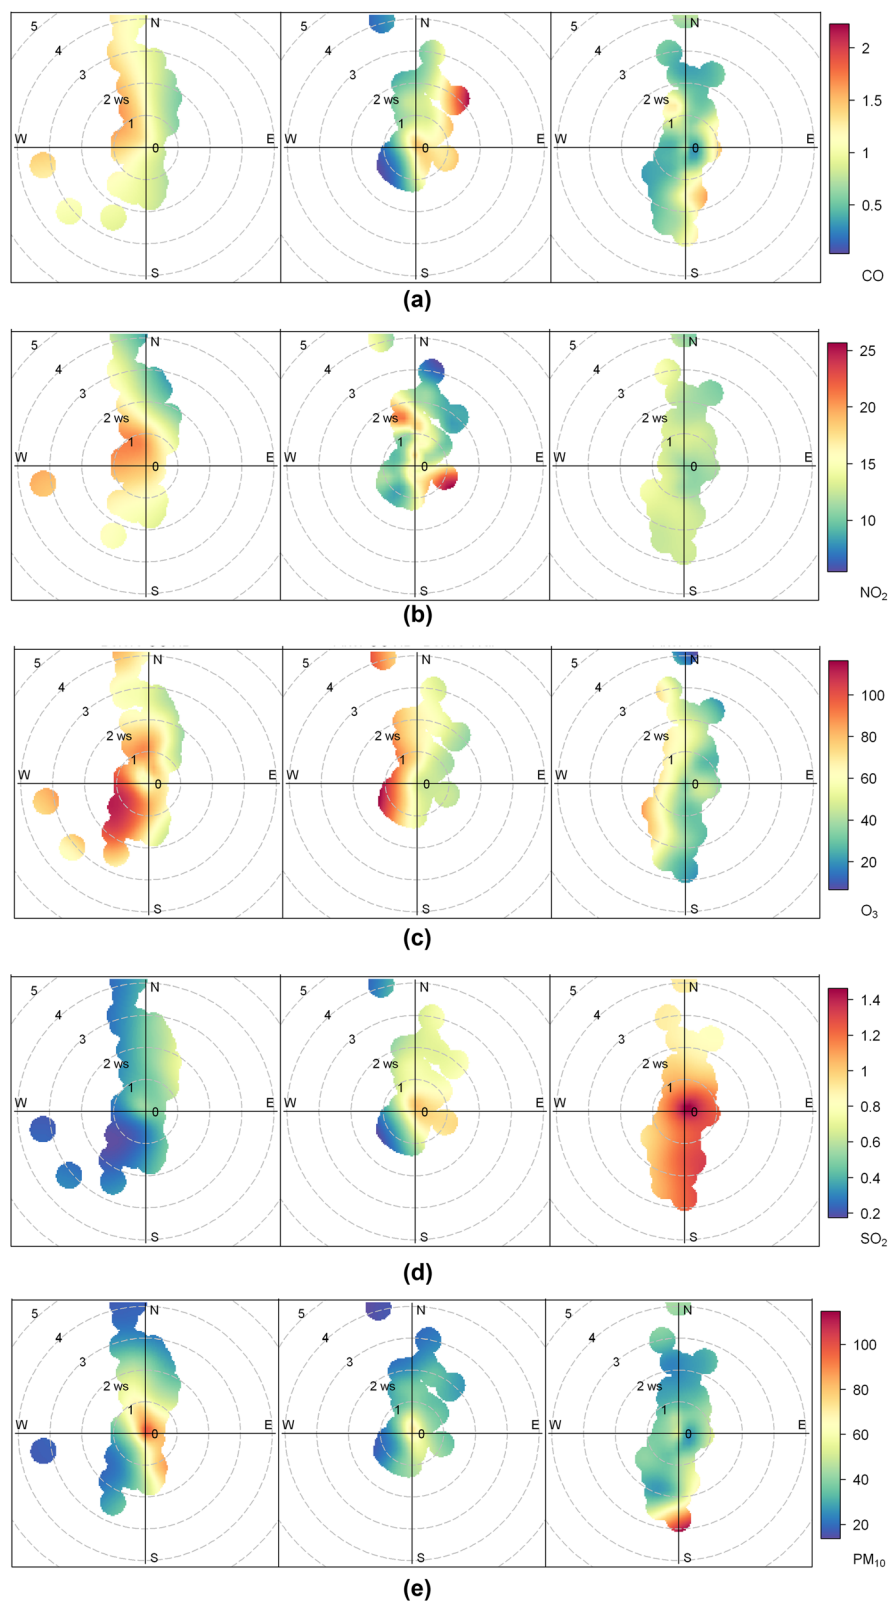 5 N 5 N 5 N
4 4 4 2
3 3 3
2 ws 2 ws 2 ws 1.5
1 1 1
W E W E W E 1
0 0 0
0.5
S S S
CO
(a)
5 N 5 N 5 N 25
4 4 4
3 3 3 20
2 ws 2 ws 2 ws
1 1 1
W E W E W E 15
0 0 0
10
S S S
NO2
(b)
5 N 5 N 5 N
4 4 4 100
3 3 3
2 ws 2 ws 2 ws 80
1 1 1
W E W E W E 60
0 0 0
40
20
S S S
O3
(c)
5 N 5 N 5 N 1.4
4 4 4
3 3 3 1.2
2 ws 2 ws 2 ws 1
1 1 1
W E W E W E 0.8
0 0 0
0.6
0.4
S S S 0.2
SO2
(d)
5 N 5 N 5 N
4 4 4 100
3 3 3
2 ws 2 ws 2 ws 80
1 1 1
W E W E W E 60
0 0 0
40
20
S S S
PM10
(e)